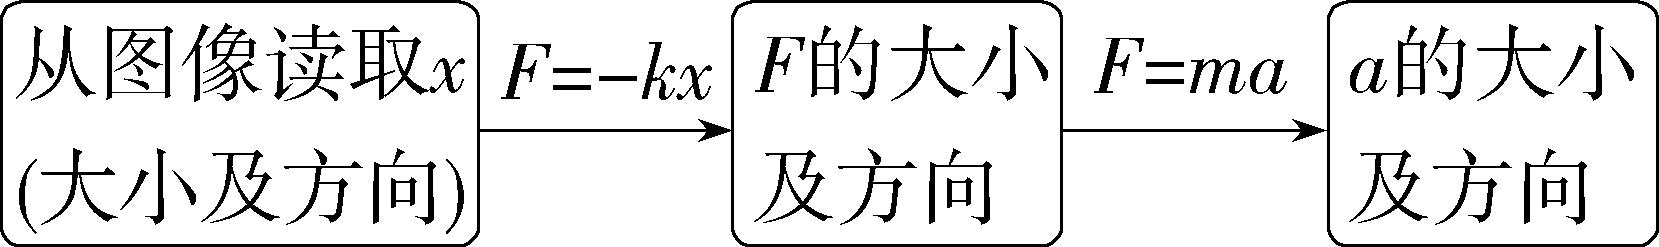 从图像读取x
(大小及方向)
F=-kx
F的大小
及方向
F=ma
a的大小
及方向